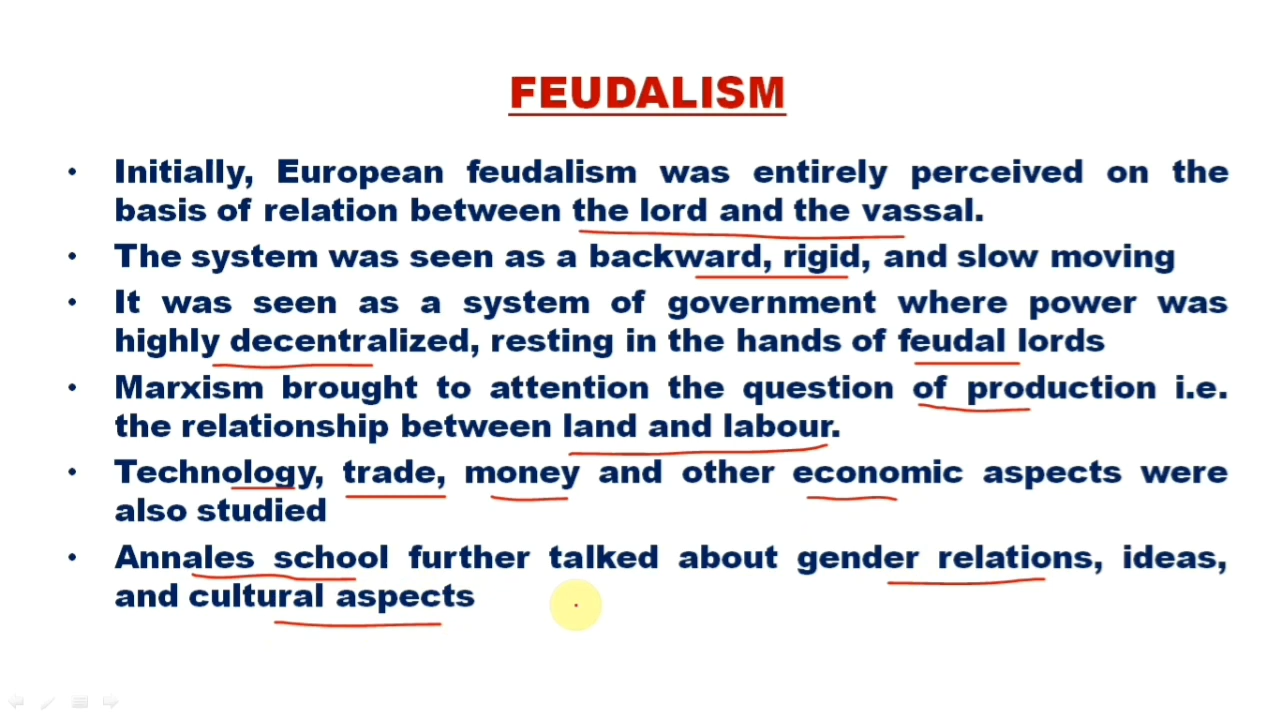 FEUDALISM
• Initially, European feudalism was entirely perceived on the
basis of relation between the lord and the vassal.
• The system was seen as a backward, rigid, and slow moving
• It was seen as a system of government where power was
highly decentralized, resting in the hands of feudal lords
• Marxism brought to attention the question of production i.e.
the relationship between land and labour.
• Technology, trade, money and other economic aspects were
also studied
• Annales school further talked about gender relations, ideas,
and cultural aspects